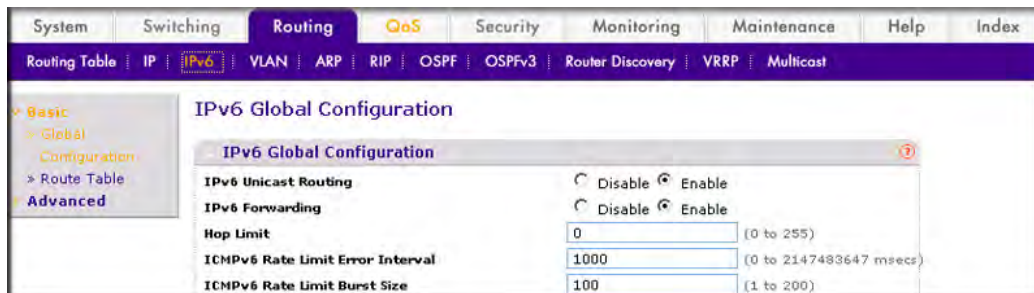 System Switching Routing QoS Security Monitoring Maintenance Help Index
Routing Table IP IPv6 VLAN ARP RIP OSPF OSPFv3 Router Discovery VRRP Multicast
Basic
» Global
Configuration
» Route Table
Advanced
IPv6 Global Configuration
IPv6 Global Configuration ?
IPv6 Unicast Routing Disable Enable
IPv6 Forwarding Disable Enable
Hop Limit 0 (0 to 255)
ICMPv6 Rate Limit Error Interval 1000 (0 to 2147483647 msecs)
ICMPv6 Rate Limit Burst Size 100 (1 to 200)